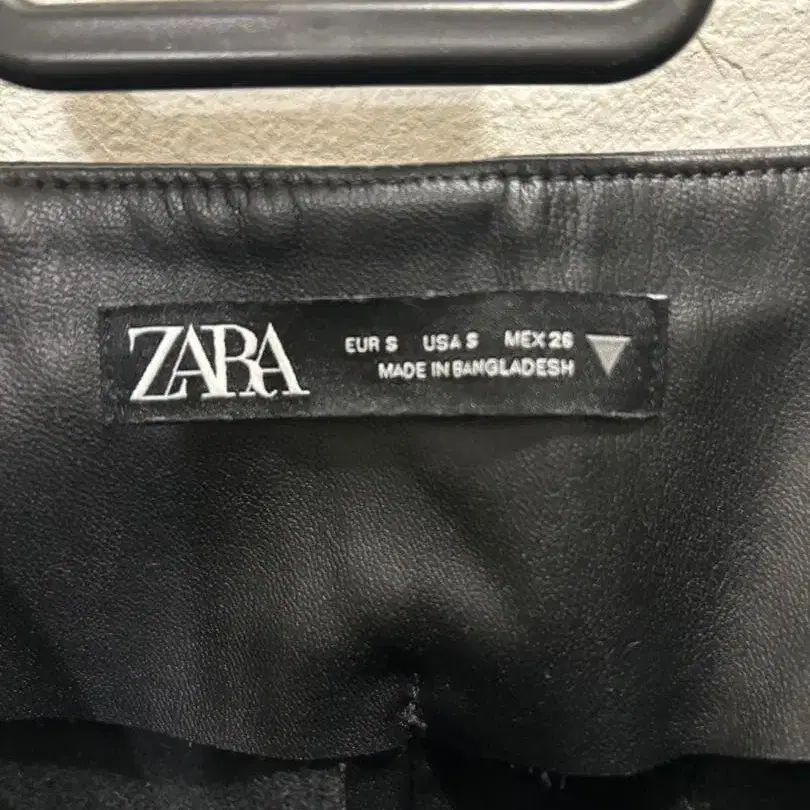 ZARA
EUR S USA S MEX 26
MADE IN BANGLADESH